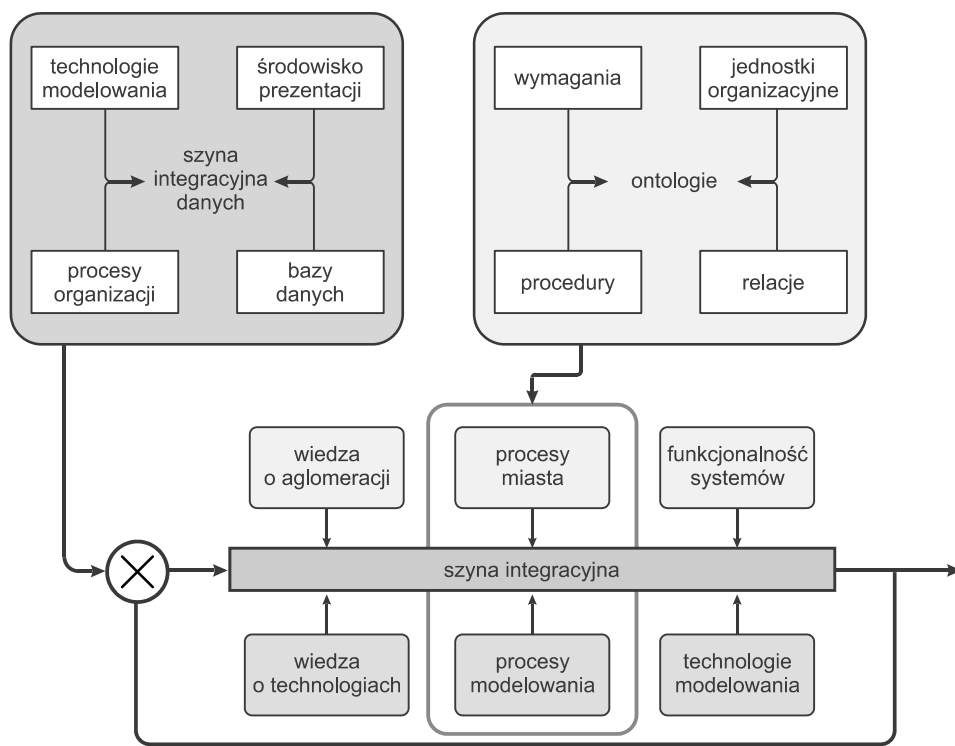 technologie
modelowania
środowisko
prezentacji
szyna
integracyjna
danych
procesy
organizacji
bazy
danych
wymagania
jednostki
organizacyjne
ontologie
procedury
relacje
wiedza
o aglomeracji
procesy
miasta
funkcjonalność
systemów
szyna integracyjna
wiedza
o technologiach
procesy
modelowania
technologie
modelowania